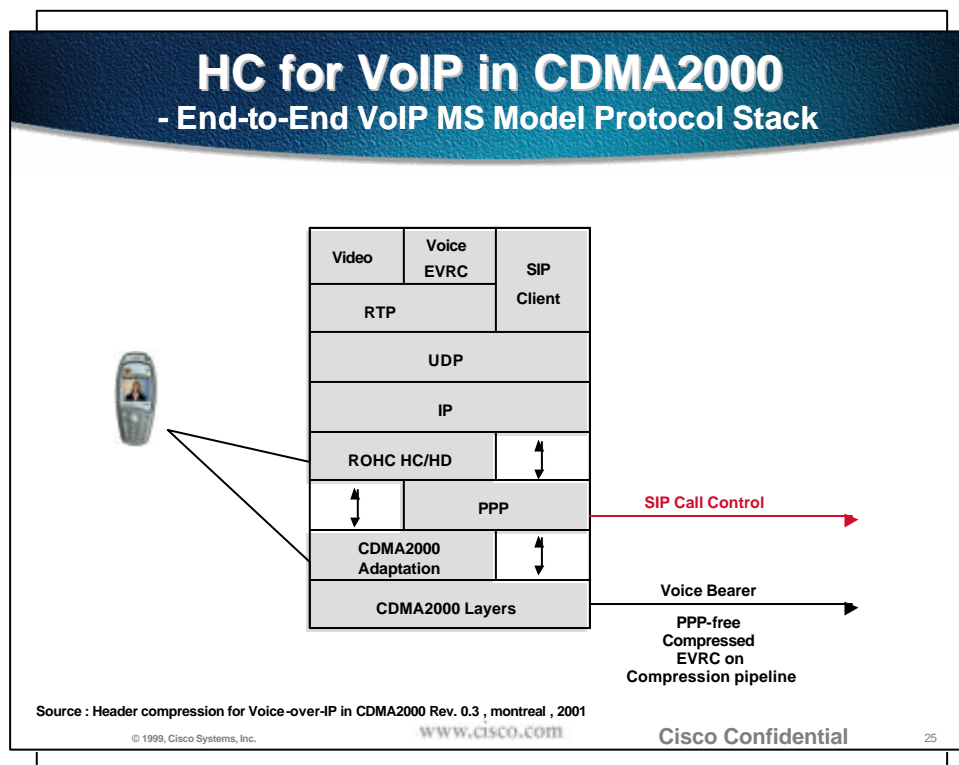 HC for VoIP in CDMA2000
- End-to-End VoIP MS Model Protocol Stack
Video
Voice
EVRC
SIP
Client
RTP
UDP
IP
ROHC HC/HD
PPP
SIP Call Control
CDMA2000
Adaptation
CDMA2000 Layers
Voice Bearer
PPP-free
Compressed
EVRC on
Compression pipeline
Source : Header compression for Voice-over-IP in CDMA2000 Rev. 0.3 , montreal , 2001
© 1999, Cisco Systems, Inc.
www.cisco.com
Cisco Confidential
25